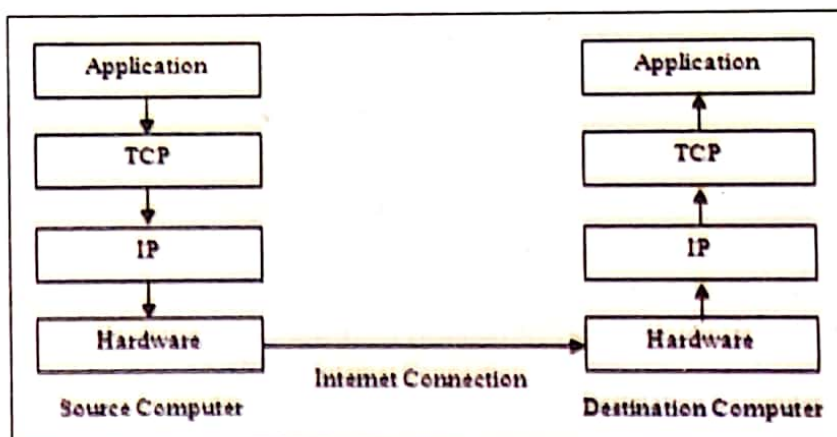 Application
Application
TCP
TCP
IP
IP
Hardware
Hardware
Internet Connection
Source Computer
Destination Computer